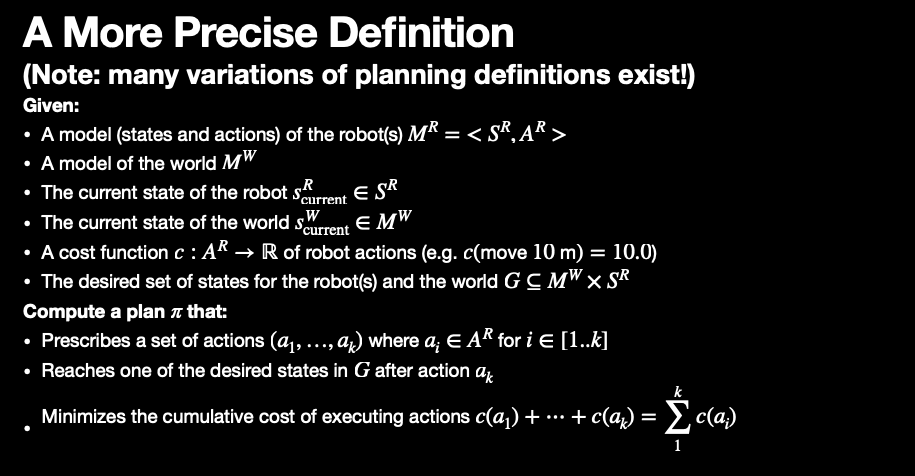 A More Precise Definition
(Note: many variations of planning definitions exist!)
Given:
• A model (states and actions) of the robot(s) $M^R = < S^R, A^R >$
• A model of the world $M^W$
• The current state of the robot $s^R_{\text{current}} \in S^R$
• The current state of the world $s^W_{\text{current}} \in M^W$
• A cost function $c : A^R \rightarrow \mathbb{R}$ of robot actions (e.g. $c(\text{move } 10 \text{ m}) = 10.0$)
• The desired set of states for the robot(s) and the world $G \subseteq M^W \times S^R$
Compute a plan $\pi$ that:
• Prescribes a set of actions $(a_1, \ldots, a_k)$ where $a_i \in A^R$ for $i \in [1..k]$
• Reaches one of the desired states in $G$ after action $a_k$
• Minimizes the cumulative cost of executing actions $c(a_1) + \cdots + c(a_k) = \sum_{1}^{k} c(a_i)$